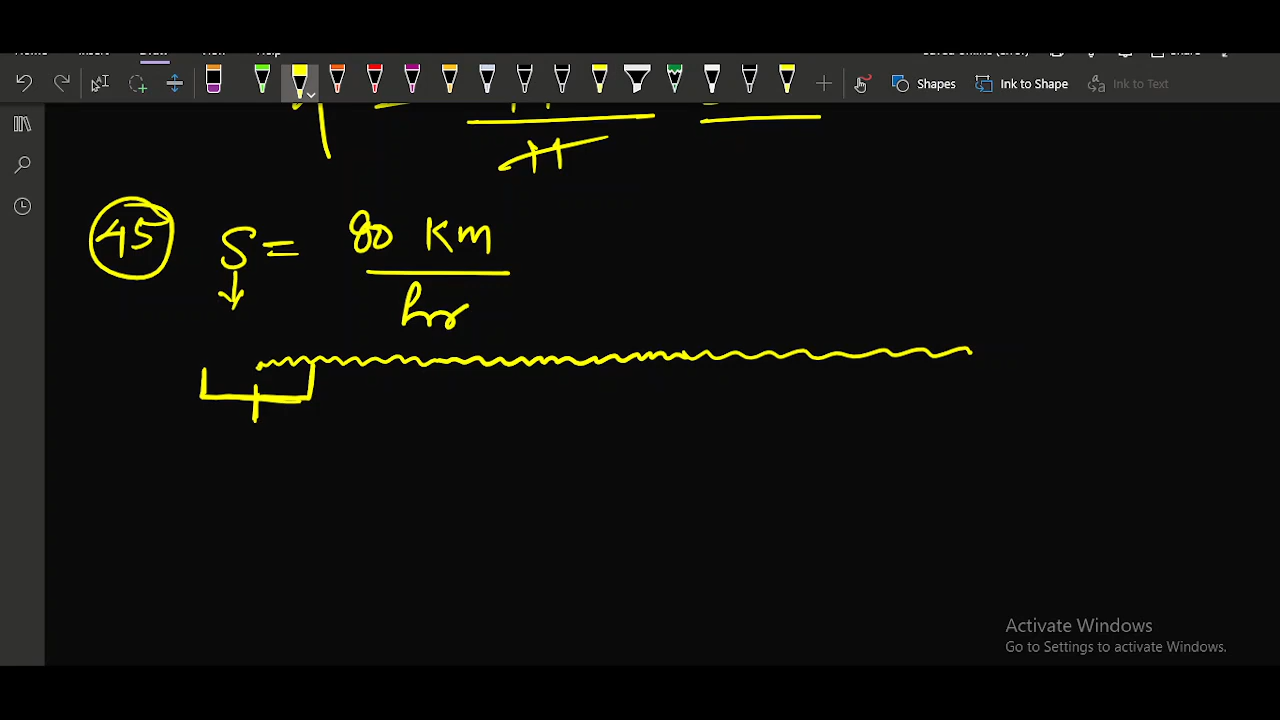 Shapes Ink to Shape Ink to Text
11
45 S = 80 Km
hr
Activate Windows
Go to Settings to activate Windows.